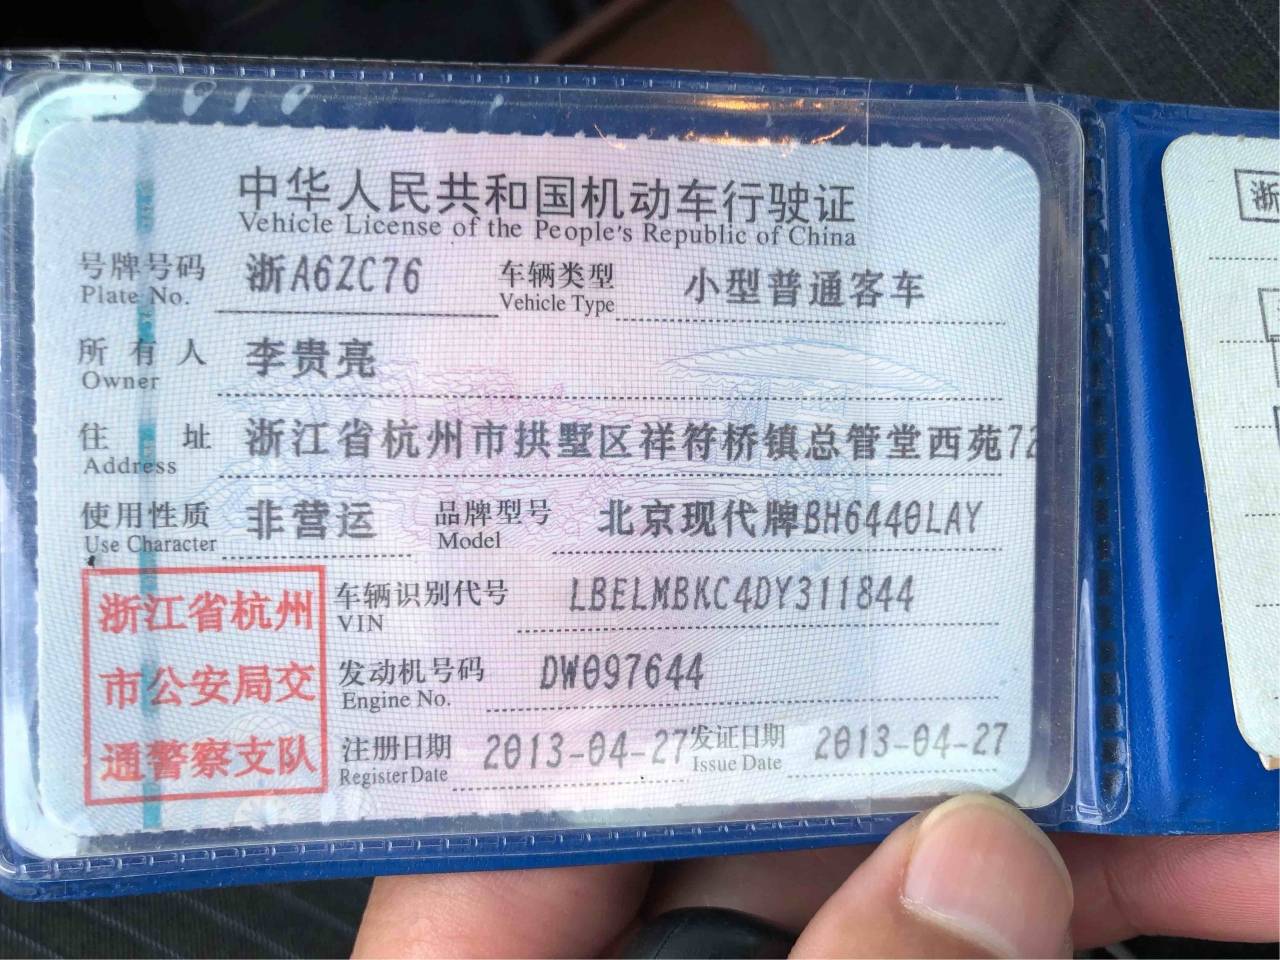 中华人民共和国机动车行驶证
Vehicle License of the People's Republic of China
号牌号码 浙A6ZC76 车辆类型 小型普通客车
Plate No. Vehicle Type
所有人 李贵亮
Owner
住址 浙江省杭州市拱墅区祥符桥镇总管堂西苑72
Address
使用性质 非营运 品牌型号 北京现代牌BH6440LAY
Use Character Model
浙江省杭州
市公安局交
通警察支队
车辆识别代号 LBELMBKC4DY311844
VIN
发动机号码 DW097644
Engine No.
注册日期 2013-04-27 发证日期 2013-04-27
Register Date Issue Date
浙